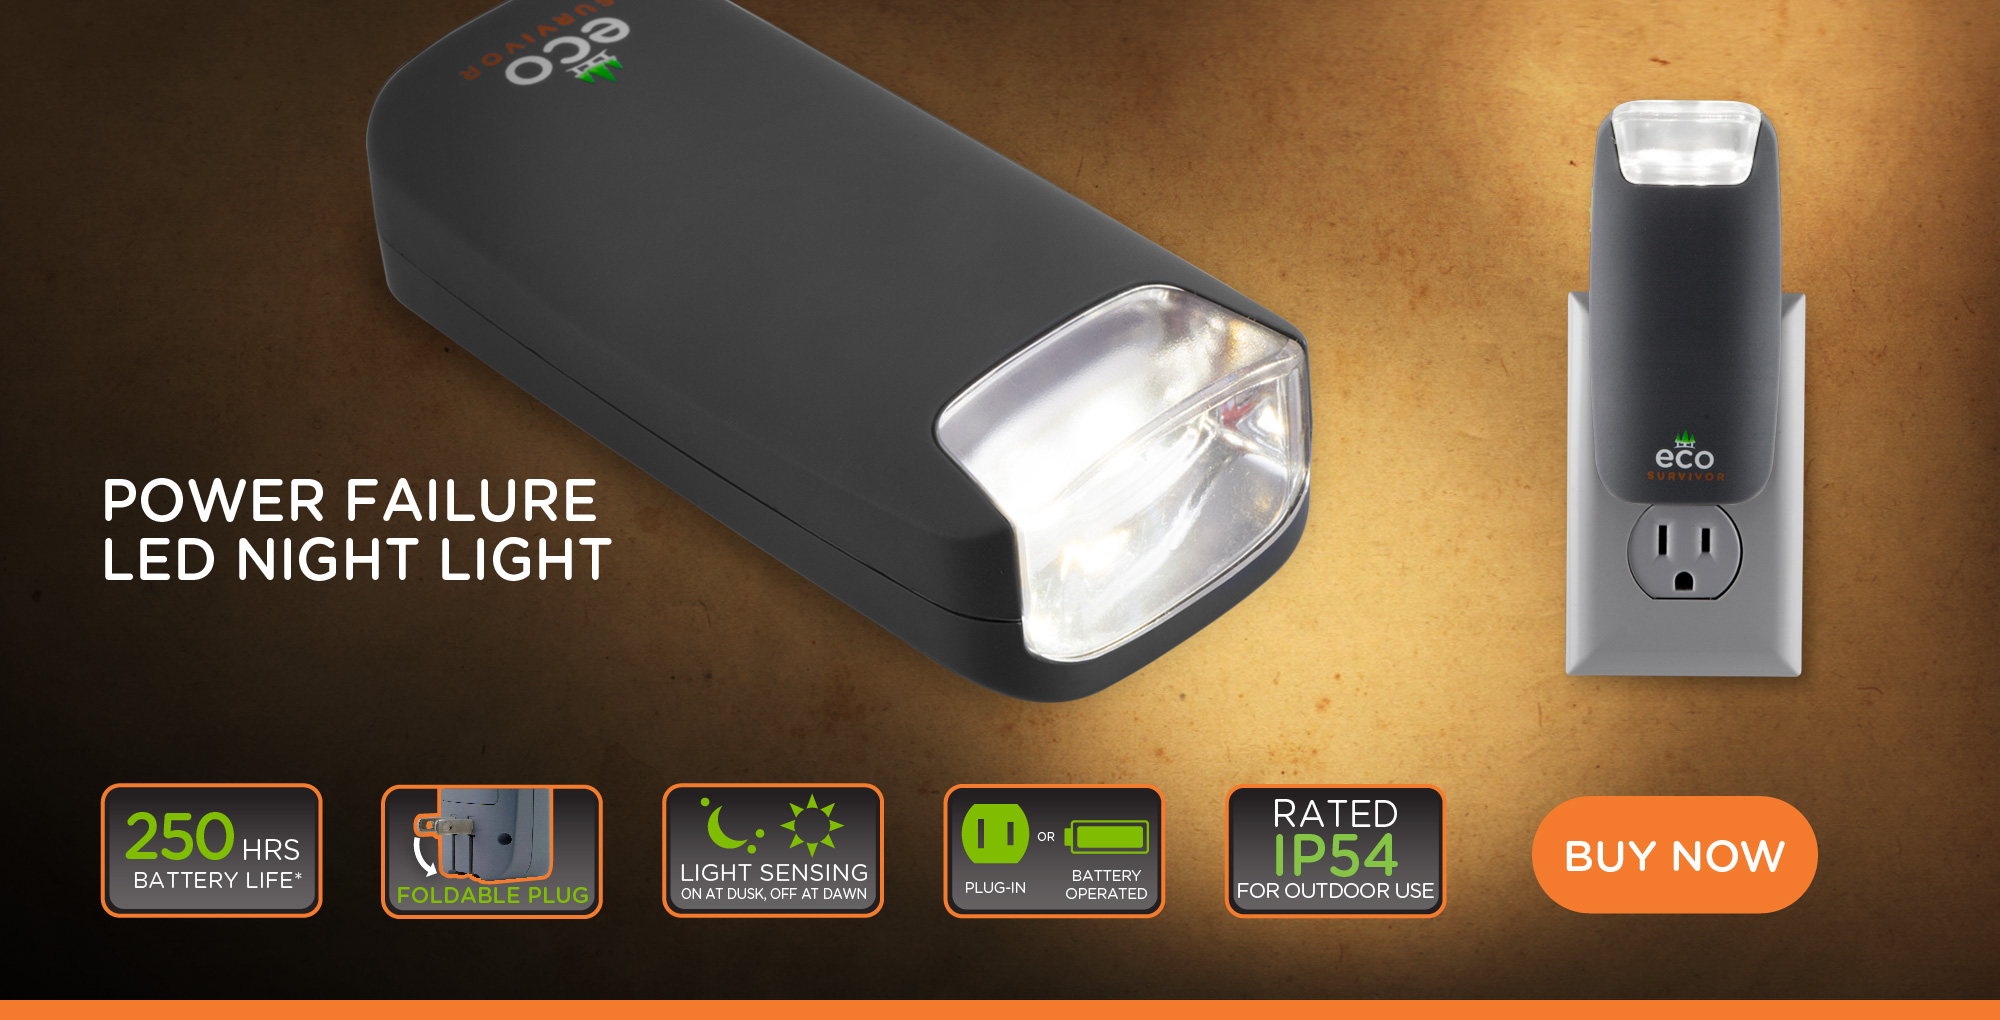 eco
SURVIVOR
eco
SURVIVOR
POWER FAILURE
LED NIGHT LIGHT
250 HRS
BATTERY LIFE*
FOLDABLE PLUG
LIGHT SENSING
ON AT DUSK, OFF AT DAWN
OR
PLUG-IN
BATTERY
OPERATED
RATED
IP54
FOR OUTDOOR USE
BUY NOW